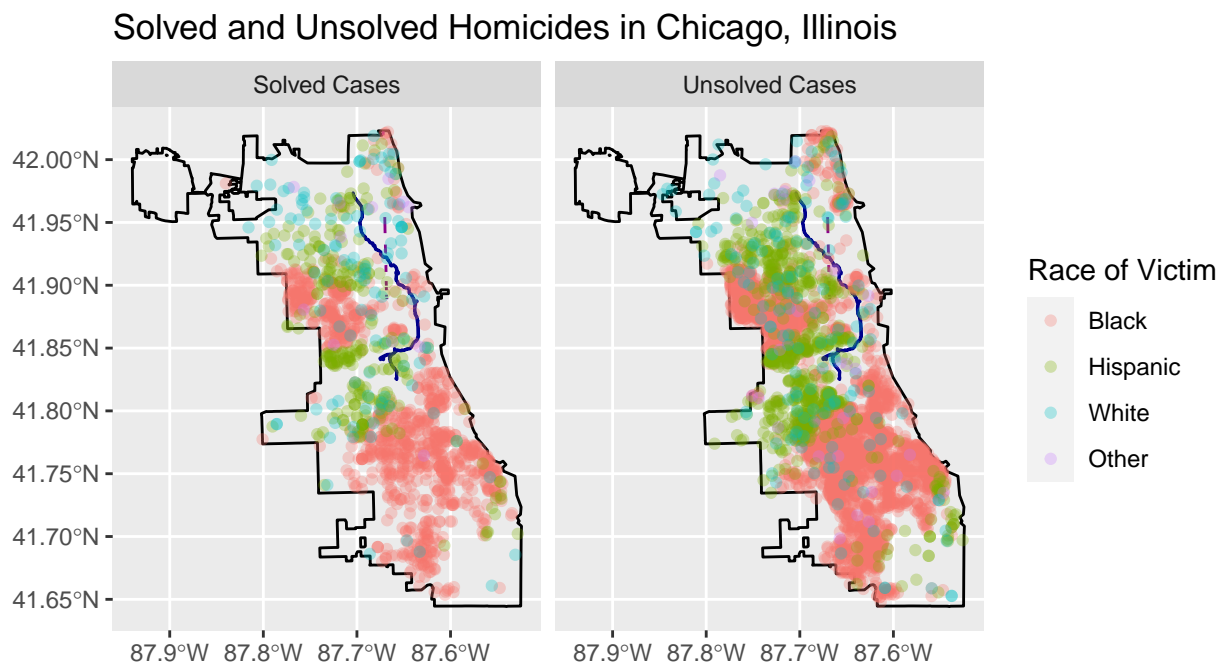 Solved and Unsolved Homicides in Chicago, Illinois
Solved Cases
Unsolved Cases
42.00°N
41.95°N
41.90°N
41.85°N
41.80°N
41.75°N
41.70°N
41.65°N
87.9°W 87.8°W 87.7°W 87.6°W
87.9°W 87.8°W 87.7°W 87.6°W
Race of Victim
Black
Hispanic
White
Other